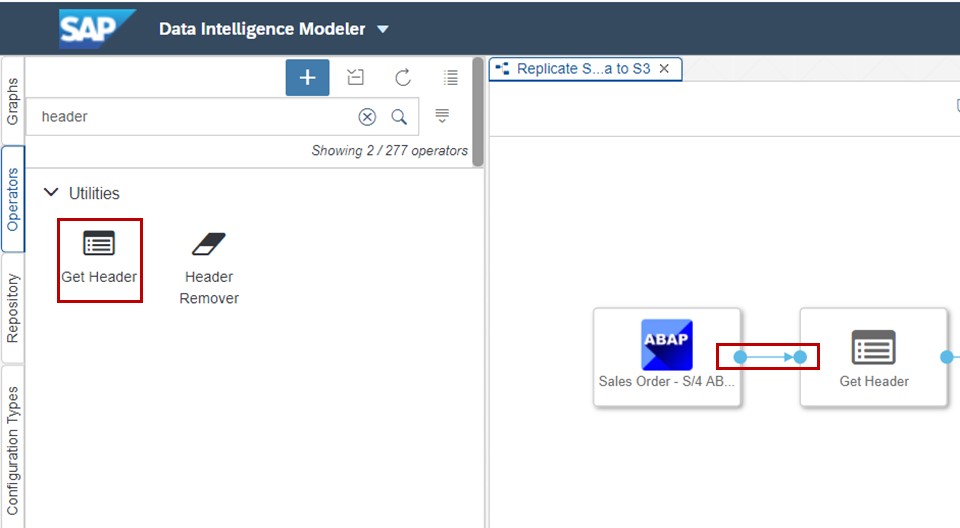 SAP Data Intelligence Modeler
Graphs
Operators
Repository
Configuration Types
header
Showing 2 / 277 operators
Utilities
Get Header
Header
Remover
Replicate S...a to S3
ABAP
Sales Order - S/4 AB...
Get Header